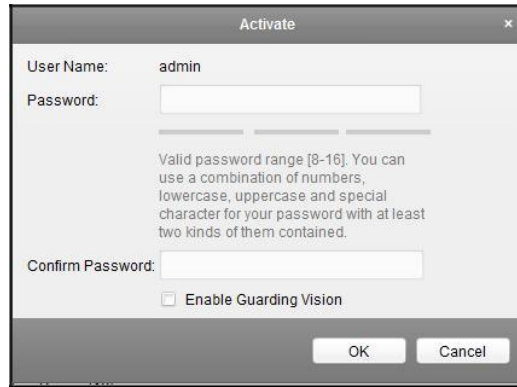 Activate
×
User Name: admin
Password:
Valid password range [8-16]. You can
use a combination of numbers,
lowercase, uppercase and special
character for your password with at least
two kinds of them contained.
Confirm Password:
Enable Guarding Vision
OK Cancel